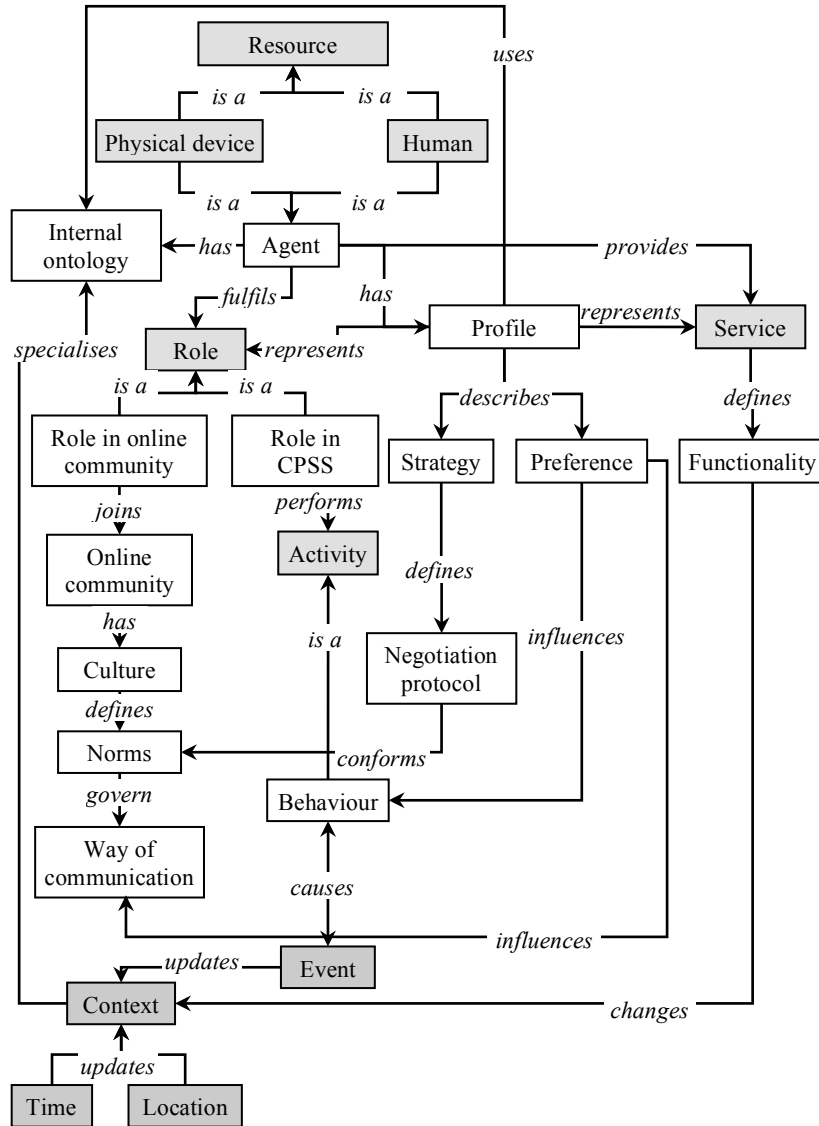 Resource
uses
is a is a
Physical device Human
is a is a
Internal
ontology
has Agent provides
fulfils
has
Profile represents Service
specialises
Role represents
is a is a
describes
defines
Role in online
community
Role in
CPSS
Strategy Preference Functionality
joins
performs
Online
community
Activity
defines
has
is a
influences
Negotiation
protocol
Culture
defines
Norms
conforms
govern
Behaviour
Way of
communication
causes
influences
updates
Event
Context
changes
updates
Time Location